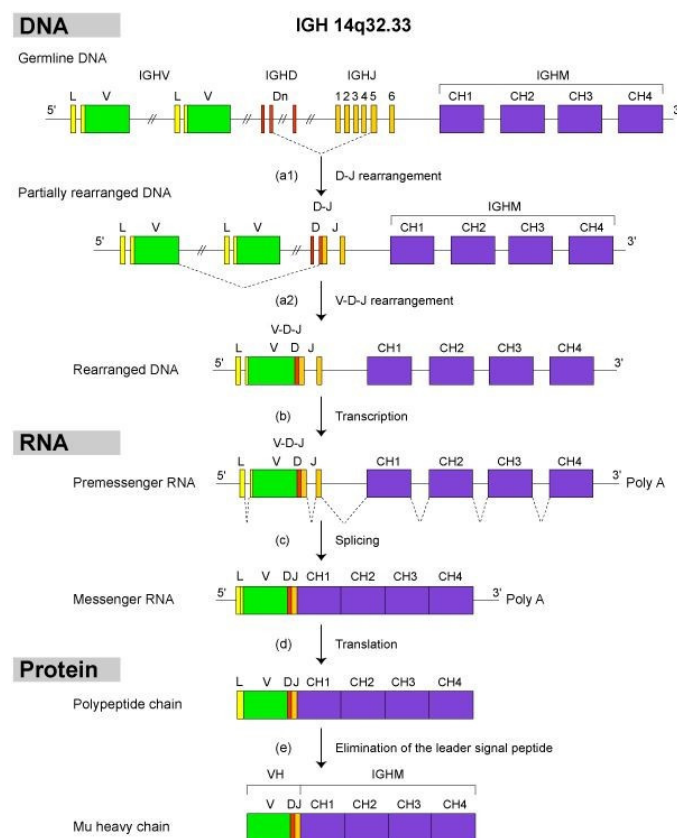 DNA
IGH 14q32.33
Germline DNA
IGHV IGHD IGHJ IGHM
L V L V Dn 1 2 3 4 5 6 CH1 CH2 CH3 CH4
5' // // // // 3'
(a1) D-J rearrangement
Partially rearranged DNA
D-J IGHM
L V L V D J CH1 CH2 CH3 CH4
5' // // 3'
(a2) V-D-J rearrangement
V-D-J
L V D J CH1 CH2 CH3 CH4
5' 3'
Rearranged DNA
(b) Transcription
RNA
V-D-J
L V D J CH1 CH2 CH3 CH4
5' 3'
Premessenger RNA Poly A
(c) Splicing
L V DJ CH1 CH2 CH3 CH4
5' 3'
Messenger RNA Poly A
(d) Translation
Protein
L V DJ CH1 CH2 CH3 CH4
Polypeptide chain
(e) Elimination of the leader signal peptide
VH IGHM
V DJ CH1 CH2 CH3 CH4
Mu heavy chain